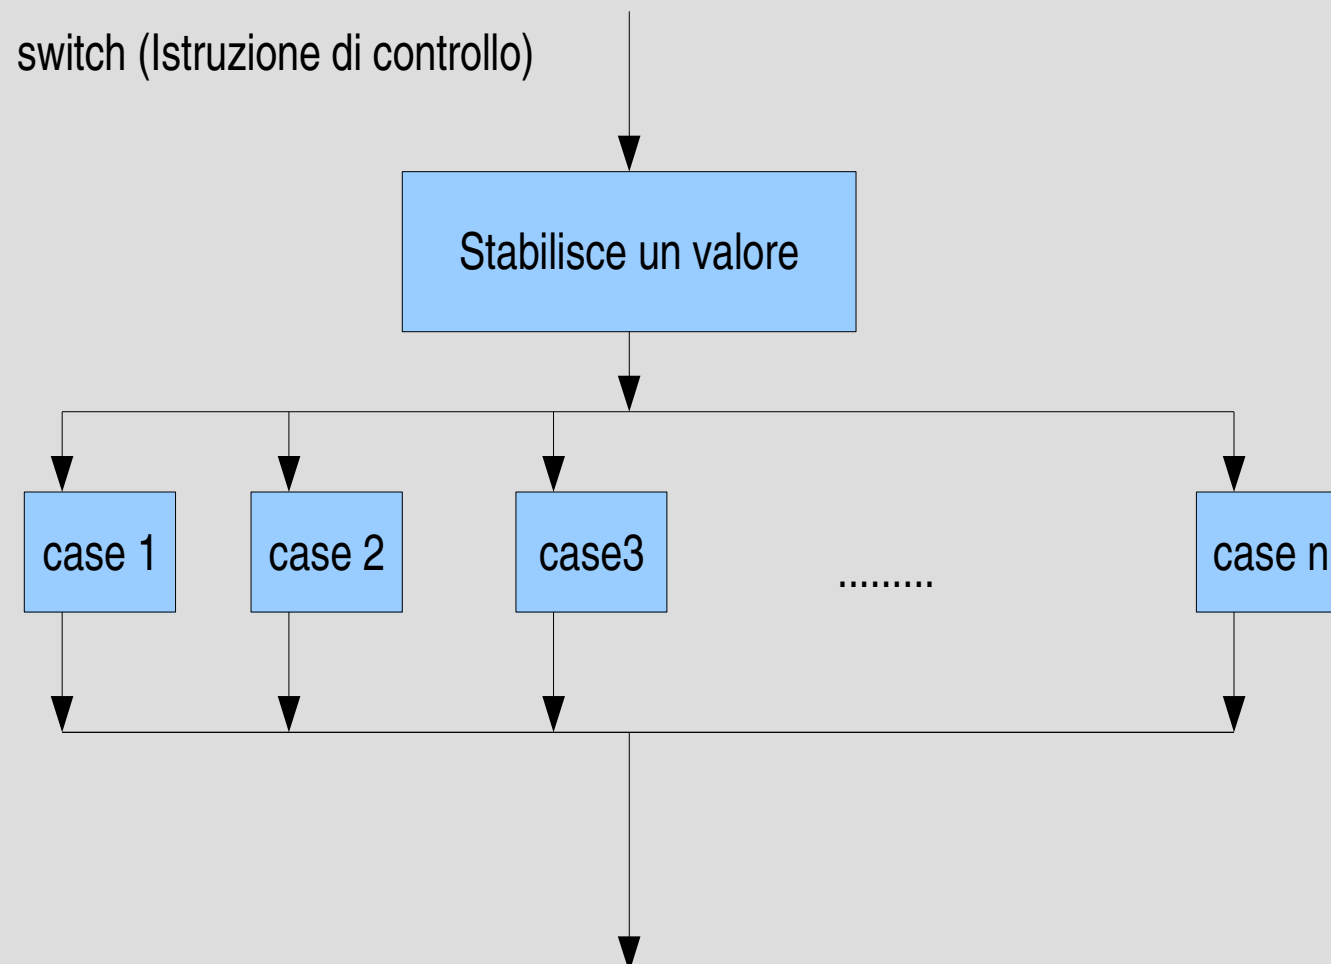 switch (Istruzione di controllo)
Stabilisce un valore
case 1
case 2
case3
.........
case n